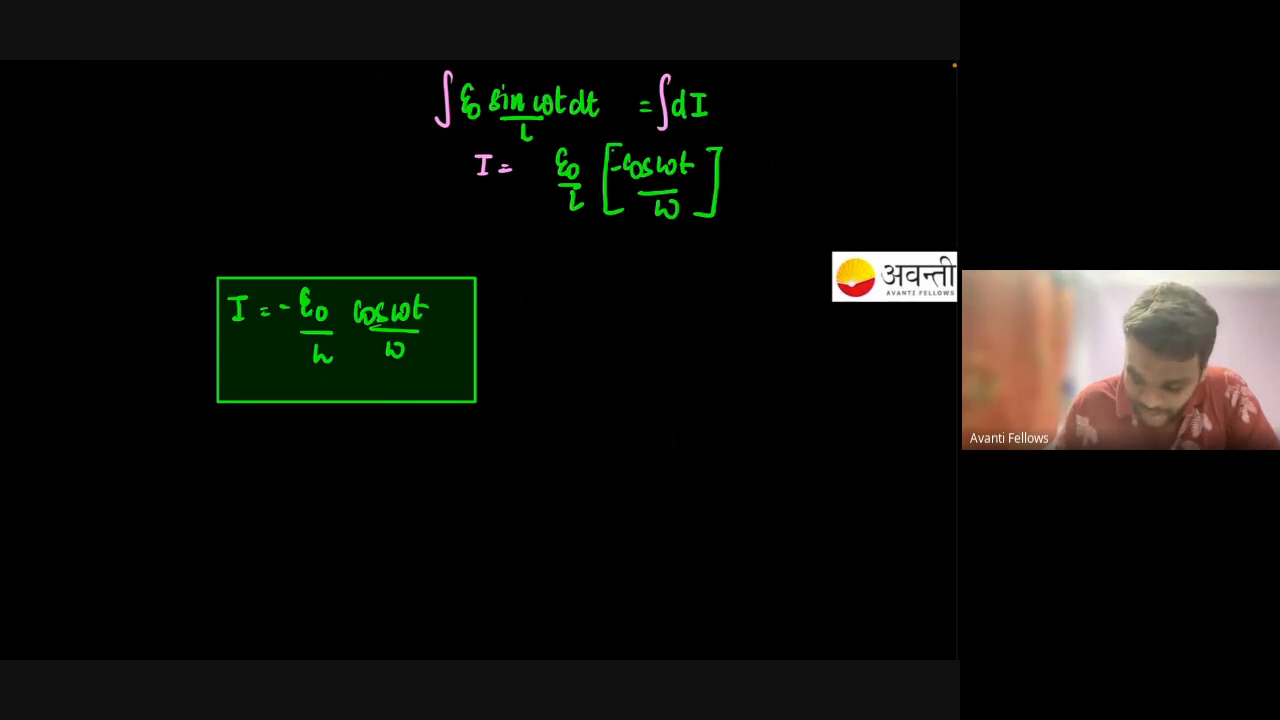 ∫ ε₀ sin ωt dt / L = ∫ dI
I = ε₀/L [-cos ωt / ω]
I = - ε₀/L cos ωt / ω
अवन्ती
AVANTI FELLOWS
Avanti Fellows